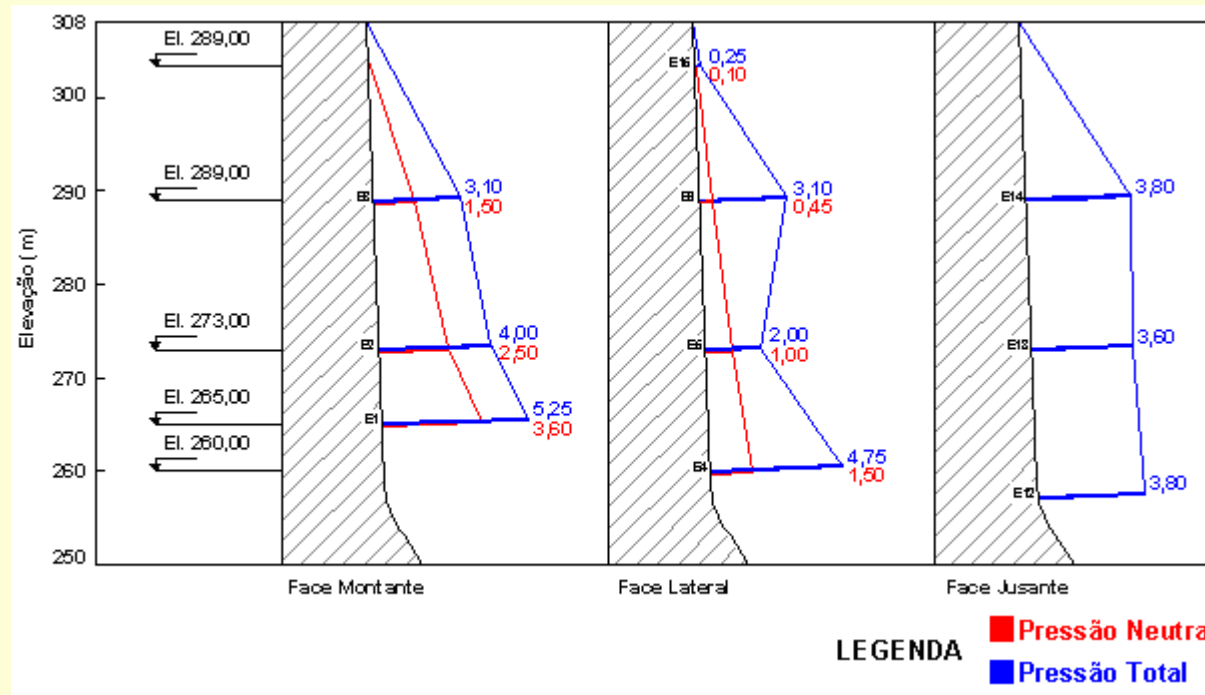 308
300
290
280
270
260
250
Elevação (m)
El. 289,00
El. 289,00
El. 273,00
El. 265,00
El. 260,00
3,10
1,50
E2
4,00
2,50
E1
5,25
3,60
Face Montante
E15
0,25
0,10
3,10
0,45
2,00
1,00
E4
4,75
1,50
Face Lateral
E14
3,80
E13
3,60
E12
3,80
Face Jusante
LEGENDA
Pressão Neutra
Pressão Total